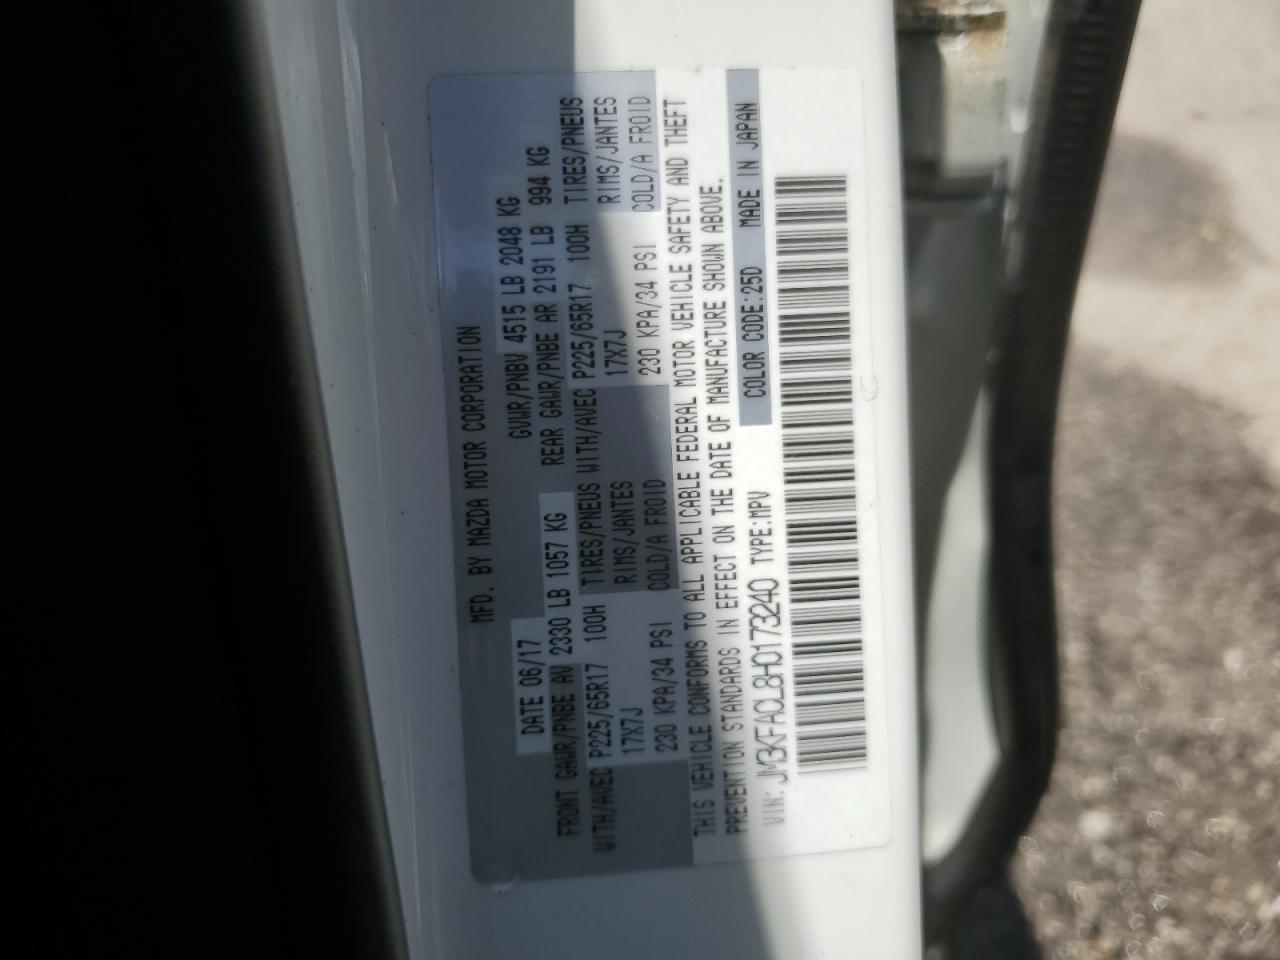 MFD. BY MAZDA MOTOR CORPORATION
DATE 06/17 GVWR/PNBV 4515 LB 2048 KG
FRONT GAWR/PNBE AV 2330 LB 1057 KG REAR GAWR/PNBE AR 2191 LB 994 KG
WITH/AVEC P225/65R17 100H TIRES/PNEUS WITH/AVEC P225/65R17 100H TIRES/PNEUS
17X7J RIMS/JANTES 17X7J RIMS/JANTES
230 KPA/34 PSI COLD/A FROID 230 KPA/34 PSI COLD/A FROID
THIS VEHICLE CONFORMS TO ALL APPLICABLE FEDERAL MOTOR VEHICLE SAFETY AND THEFT
PREVENTION STANDARDS IN EFFECT ON THE DATE OF MANUFACTURE SHOWN ABOVE.
VIN: JM3KFACL8H0173240 TYPE:MPV COLOR CODE:25D MADE IN JAPAN